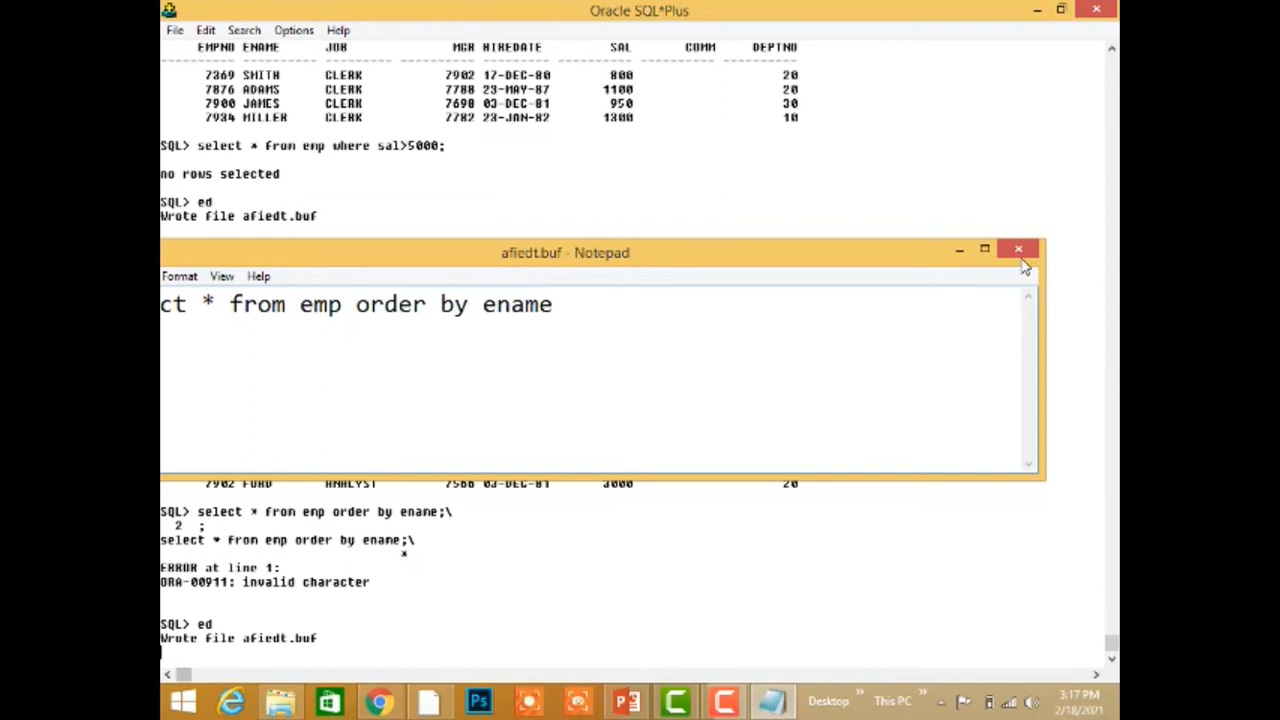 Oracle SQL*Plus
File Edit Search Options Help
EMPNO ENAME JOB MGR HIREDATE SAL COMM DEPTNO
7369 SMITH CLERK 7902 17-DEC-80 800 20
7876 ADAMS CLERK 7788 23-MAY-87 1100 20
7900 JAMES CLERK 7698 03-DEC-81 950 30
7934 MILLER CLERK 7782 23-JAN-82 1300 10
SQL> select * from emp where sal>5000;
no rows selected
SQL> ed
Wrote file afiedt.buf
afiedt.buf - Notepad
Format View Help
ct * from emp order by ename
7902 FORD ANALYST 7566 03-DEC-81 3000 20
SQL> select * from emp order by ename;\
2 ;
select * from emp order by ename;\
*
ERROR at line 1:
ORA-00911: invalid character
SQL> ed
Wrote file afiedt.buf
Ps
Desktop » This PC »
3:17 PM
2/18/2021